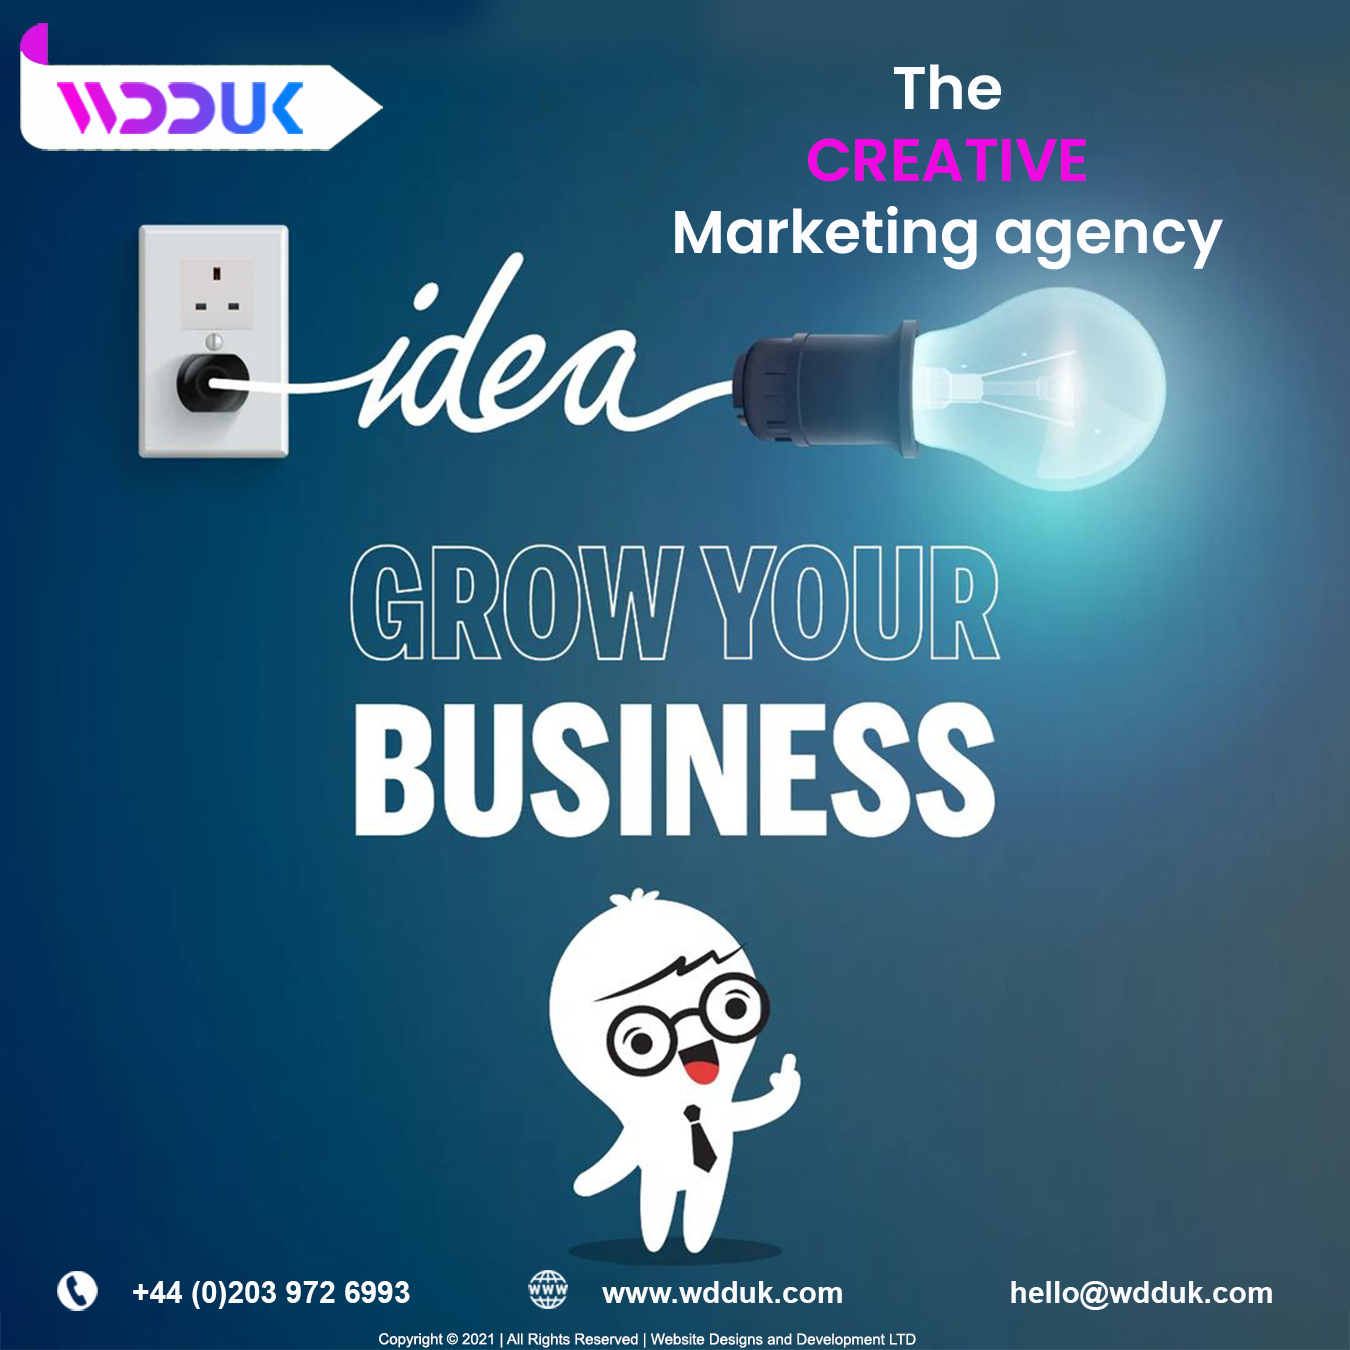 WDDUK
The
CREATIVE
Marketing agency
idea
GROW YOUR
BUSINESS
+44 (0)203 972 6993
WWW
www.wdduk.com
hello@wdduk.com
Copyright © 2021 | All Rights Reserved | Website Designs and Development LTD